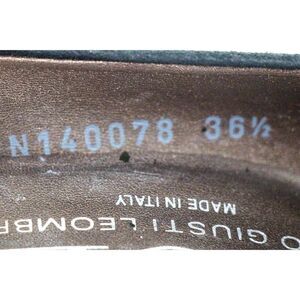 N140078 36½
MADE IN ITALY
O GIUSTI LEOMBR